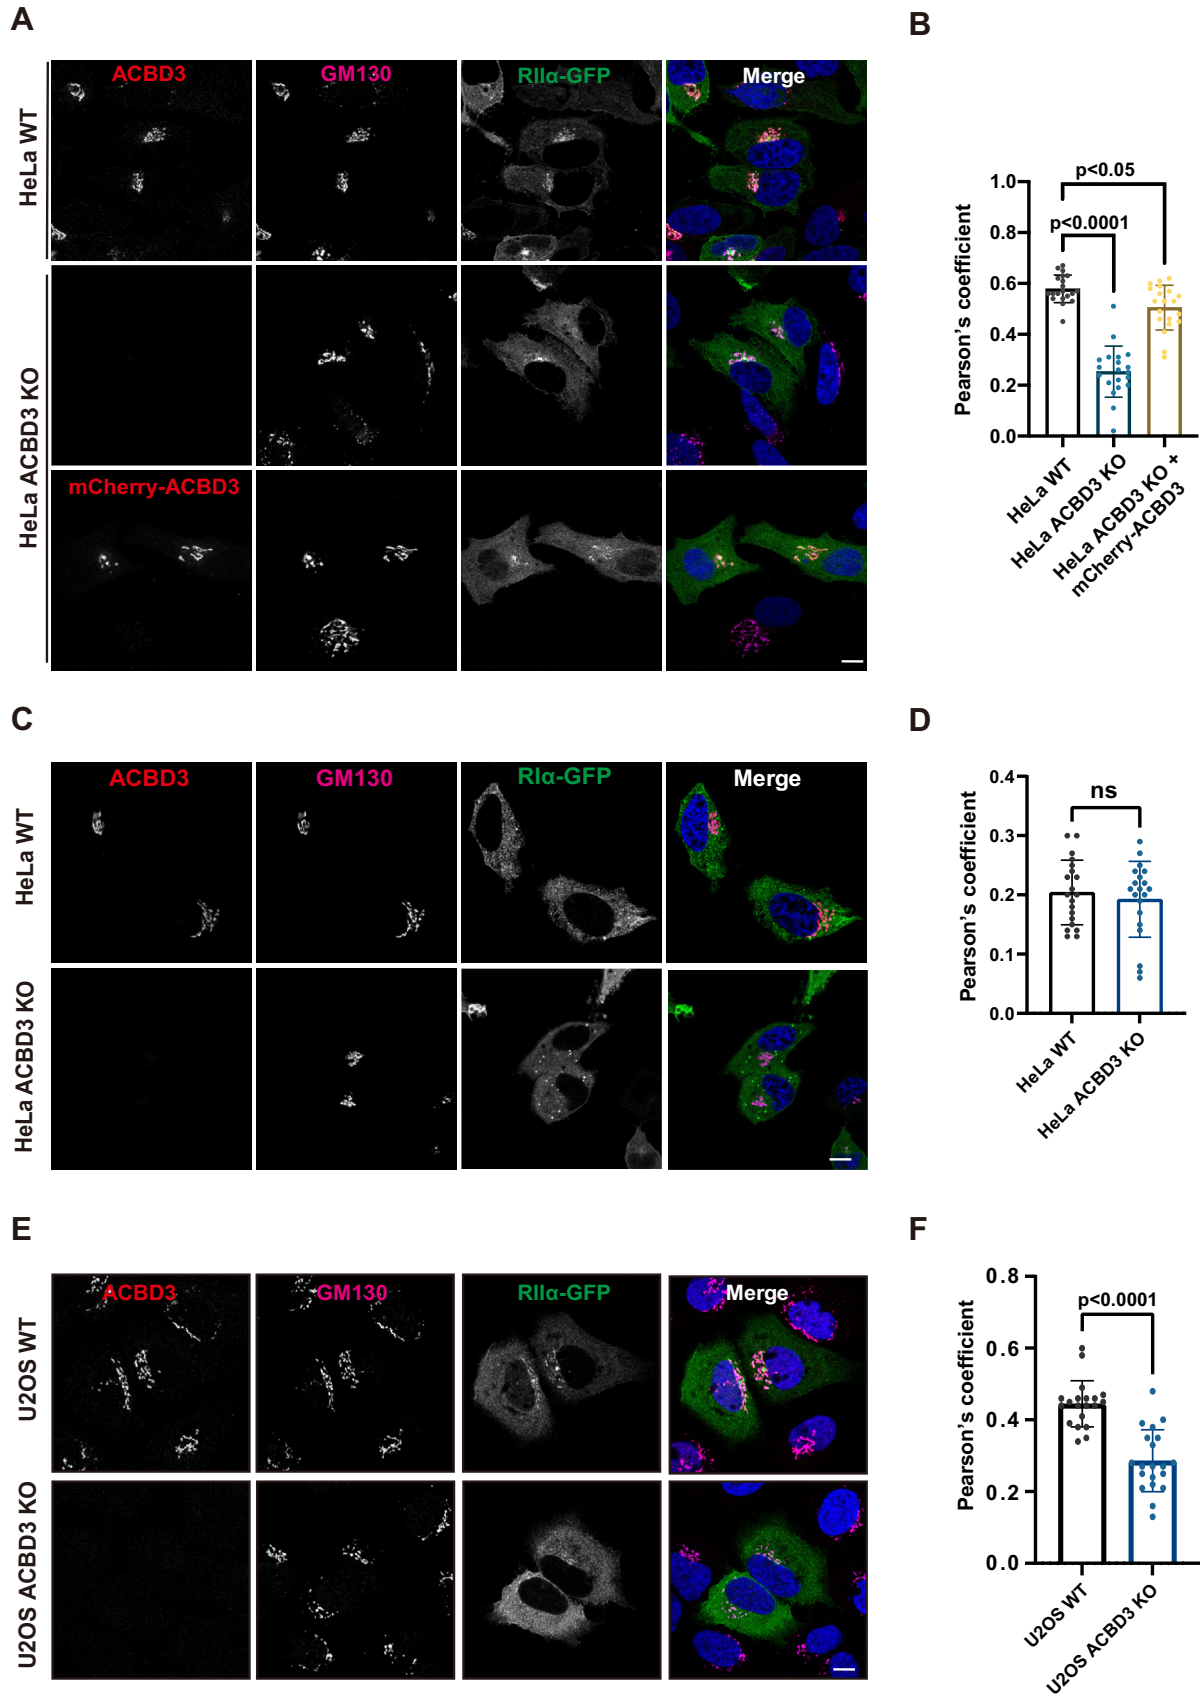 A
ACBD3
GM130
RIIα-GFP
Merge
HeLa WT
HeLa ACBD3 KO
mCherry-ACBD3
B
1.0
0.8
0.6
0.4
0.2
0.0
Pearson's coefficient
p<0.05
p<0.0001
HeLa WT
HeLa ACBD3 KO
HeLa ACBD3 KO +
mCherry-ACBD3
C
ACBD3
GM130
RIα-GFP
Merge
HeLa WT
HeLa ACBD3 KO
D
0.4
0.3
0.2
0.1
0.0
Pearson's coefficient
ns
HeLa WT
HeLa ACBD3 KO
E
ACBD3
GM130
RIIα-GFP
Merge
U2OS WT
U2OS ACBD3 KO
F
0.8
0.6
0.4
0.2
0.0
Pearson's coefficient
p<0.0001
U2OS WT
U2OS ACBD3 KO